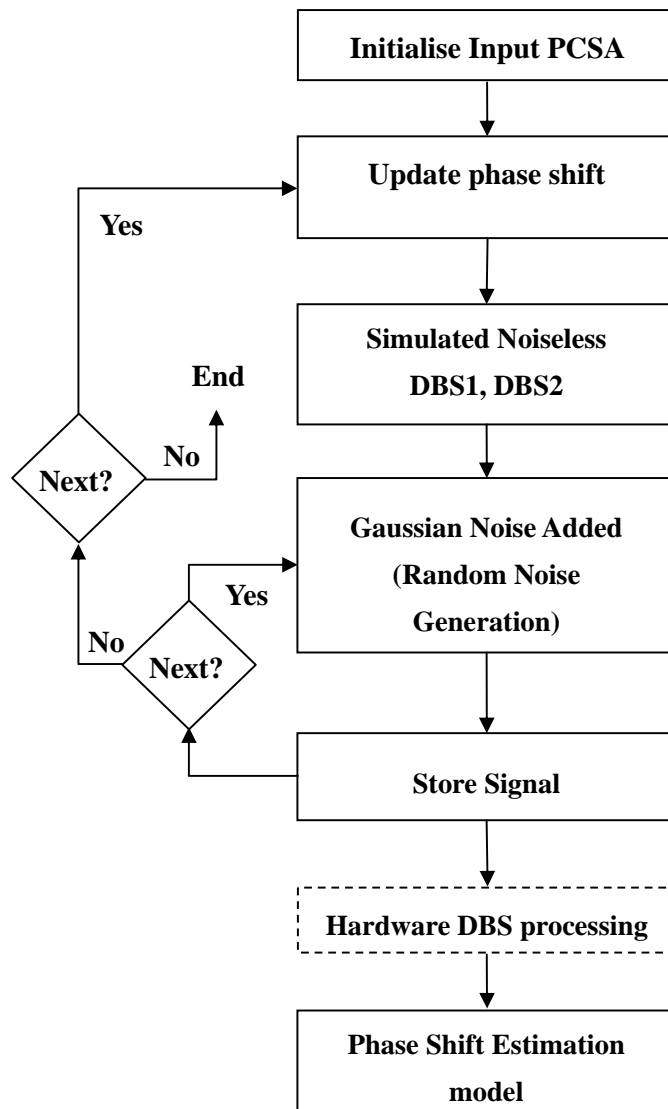 Initialise Input PCSA
Update phase shift
Yes
Simulated Noiseless
DBS1, DBS2
End
No
Next?
Gaussian Noise Added
(Random Noise
Generation)
Yes
No
Next?
Store Signal
Hardware DBS processing
Phase Shift Estimation
model